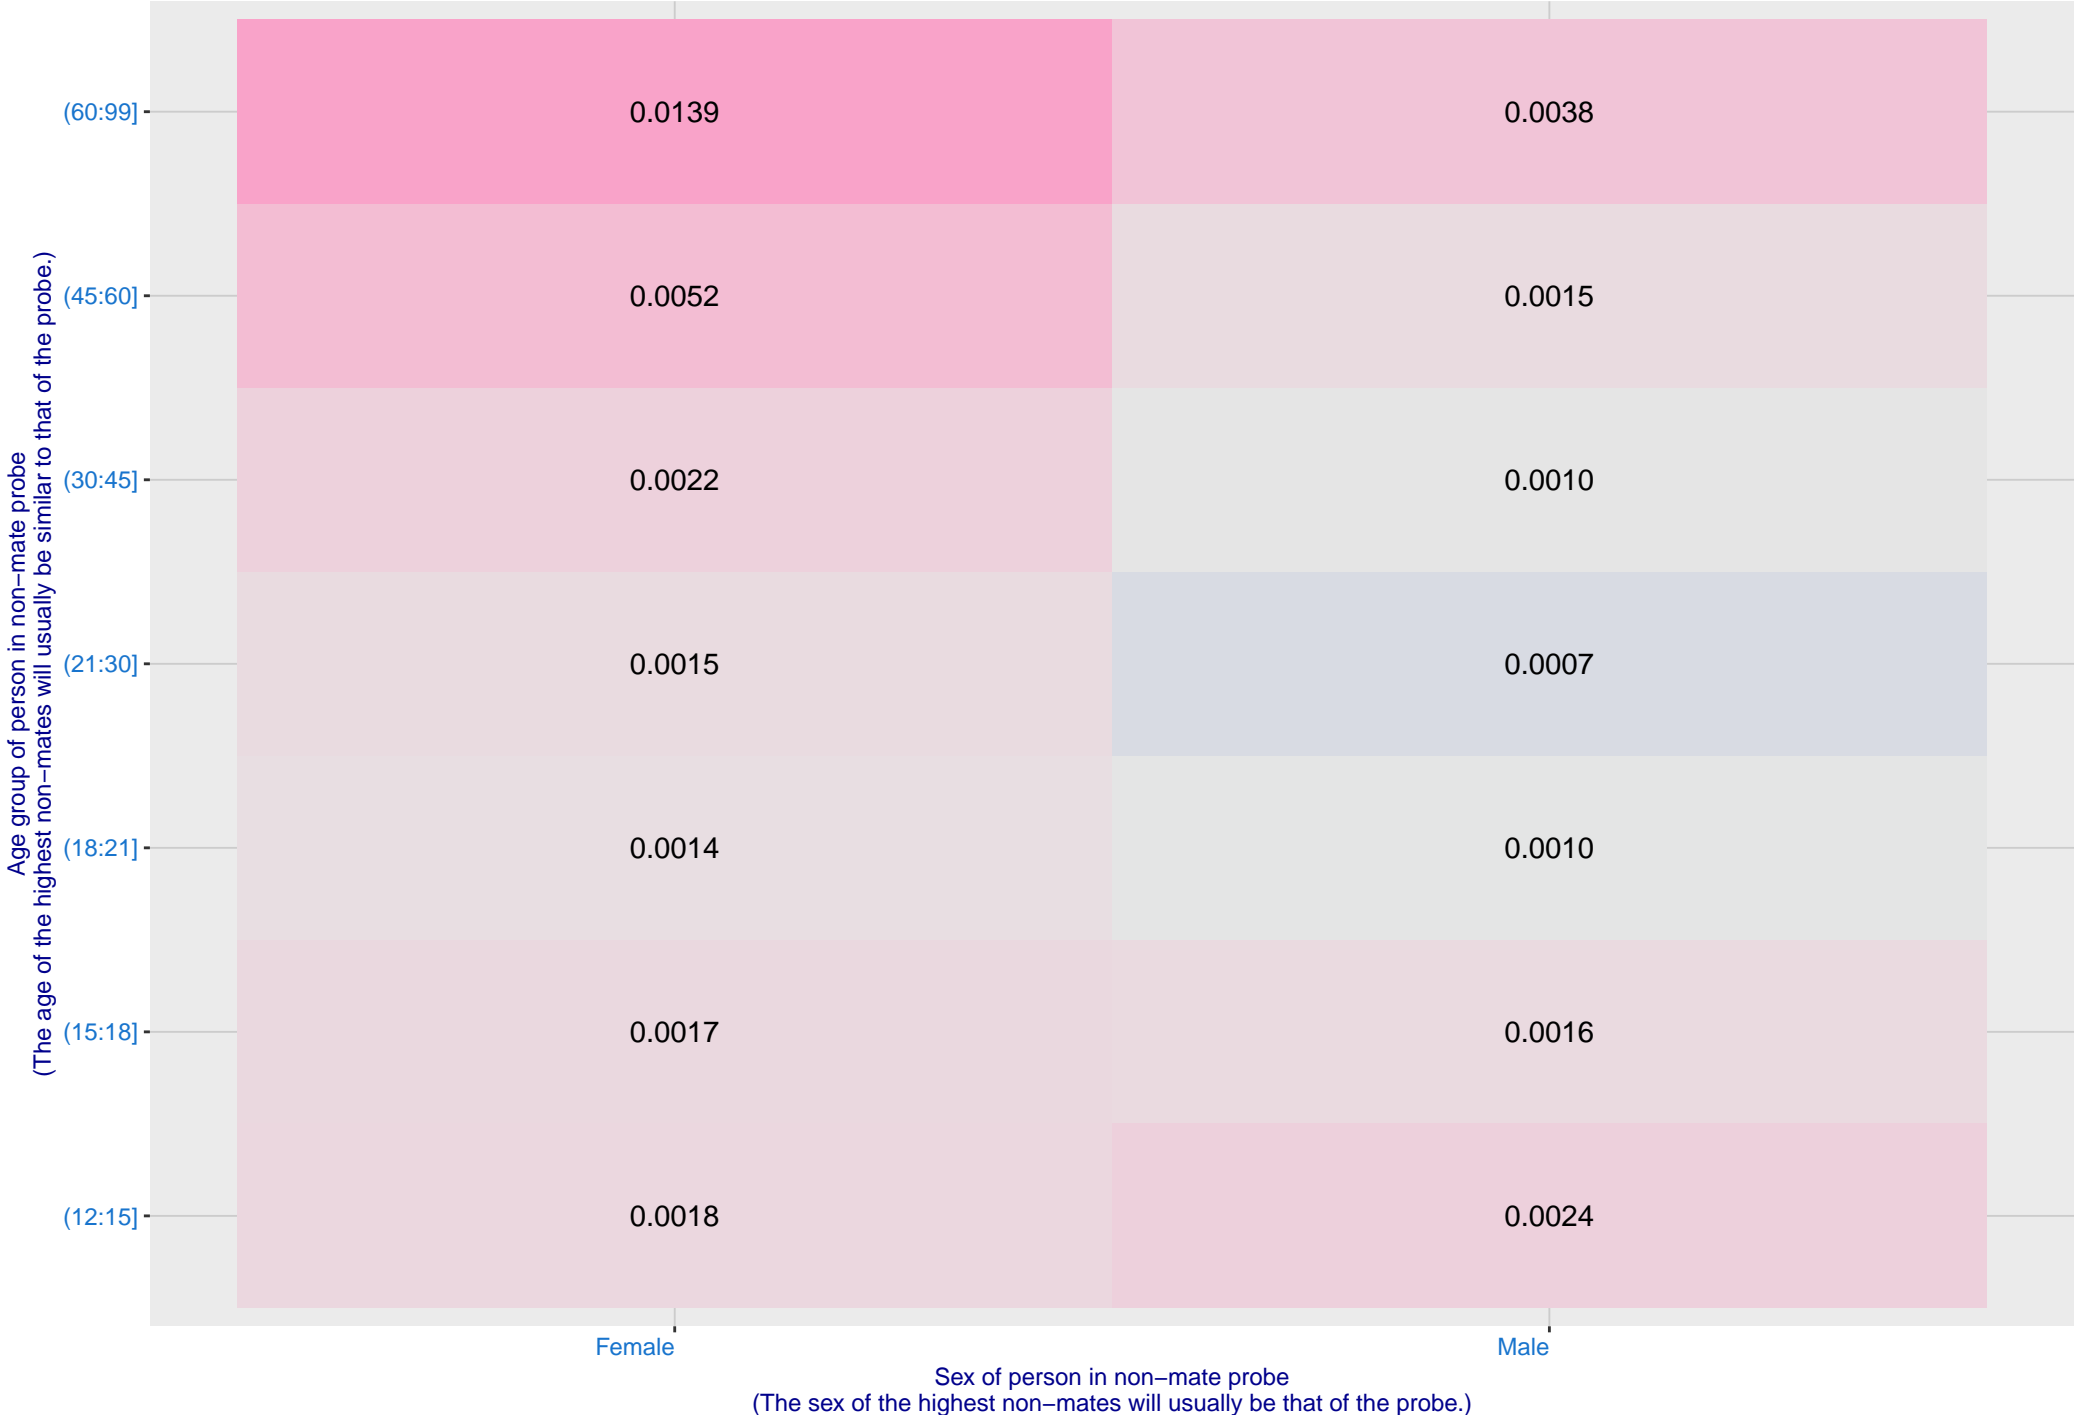 Age group of person in non−mate probe
(The age of the highest non−mates will usually be similar to that of the probe.)
(60:99] 0.0139 0.0038
(45:60] 0.0052 0.0015
(30:45] 0.0022 0.0010
(21:30] 0.0015 0.0007
(18:21] 0.0014 0.0010
(15:18] 0.0017 0.0016
(12:15] 0.0018 0.0024
Female Male
Sex of person in non−mate probe
(The sex of the highest non−mates will usually be that of the probe.)